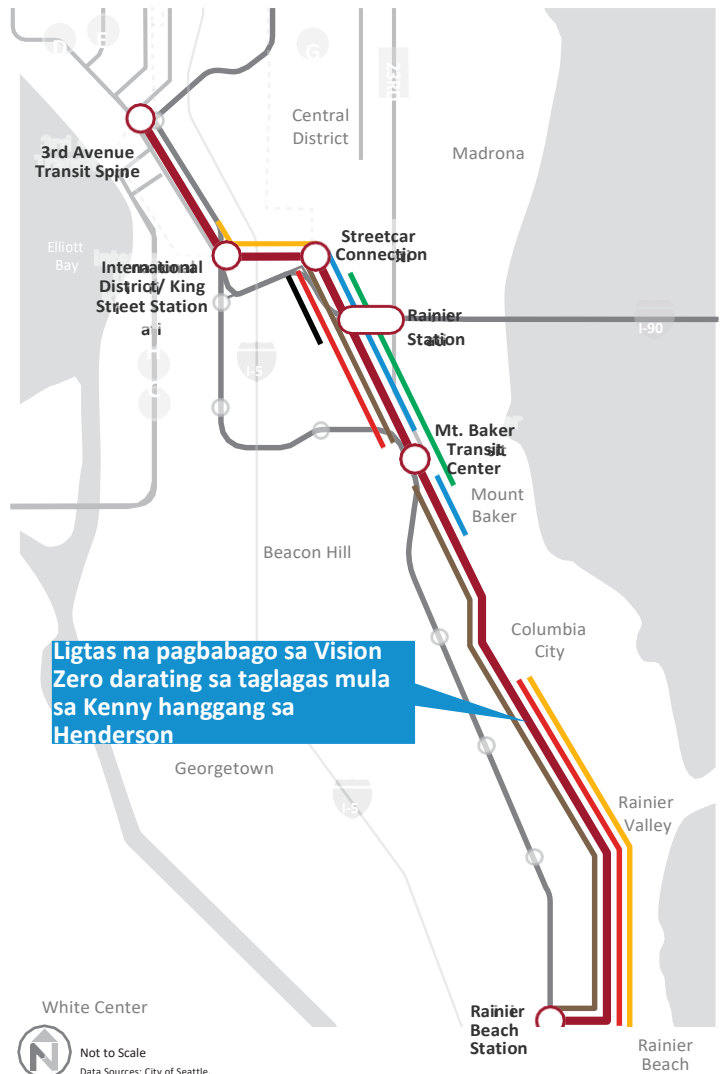 D
E
G
23RD
Central
District
Madrona
3rd Avenue
Transit Spine
Elliott
Bay
Streetcar
Connection
International
District/ King
Street Station
Rainier
Station
I-90
H
C
I-5
Mt. Baker
Transit
Center
Mount
Baker
Beacon Hill
Columbia
City
Ligtas na pagbabago sa Vision
Zero darating sa taglagas mula
sa Kenny hanggang sa
Henderson
Georgetown
I-5
Rainier
Valley
White Center
Rainier
Beach
Station
Rainier
Beach
N
Not to Scale
Data Sources: City of Seattle,